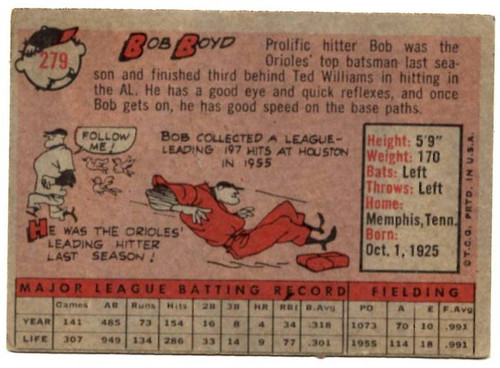 279
BOB BOYD
Prolific hitter Bob was the
Orioles' top batsman last sea-
son and finished third behind Ted Williams in hitting
in the AL. He has a good eye and quick reflexes, and once
Bob gets on, he has good speed on the base paths.
FOLLOW
ME!
HE WAS THE ORIOLES'
LEADING HITTER
LAST SEASON!
BOB COLLECTED A LEAGUE-
LEADING 197 HITS AT HOUSTON
IN 1955
Height: 5'9"
Weight: 170
Bats: Left
Throws: Left
Home:
Memphis, Tenn.
Born:
Oct. 1, 1925
©T.C.G. PRTD. IN U.S.A.
MAJOR LEAGUE BATTING RECORD FIELDING
Games AB Runs Hits 2B 3B HR RBI B.Avg PO A E F.Avg
YEAR 141 485 73 154 16 8 4 34 .318 1073 70 10 .991
LIFE 307 949 134 286 33 14 9 77 .301 1955 114 18 .991